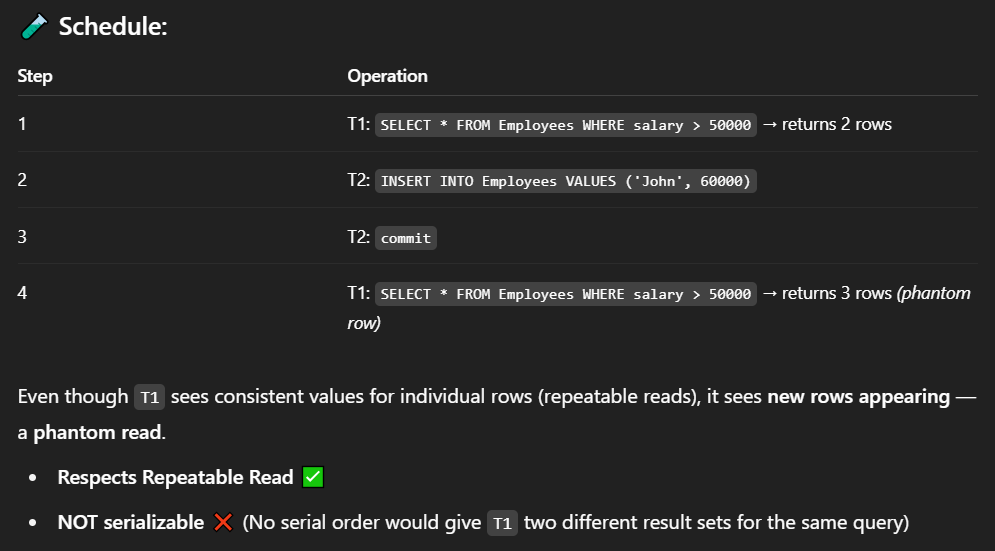 🧪 Schedule:
Step Operation
1 T1: SELECT * FROM Employees WHERE salary > 50000 → returns 2 rows
2 T2: INSERT INTO Employees VALUES ('John', 60000)
3 T2: commit
4 T1: SELECT * FROM Employees WHERE salary > 50000 → returns 3 rows (phantom
row)
Even though T1 sees consistent values for individual rows (repeatable reads), it sees new rows appearing —
a phantom read.
• Respects Repeatable Read ✅
• NOT serializable ❌ (No serial order would give T1 two different result sets for the same query)